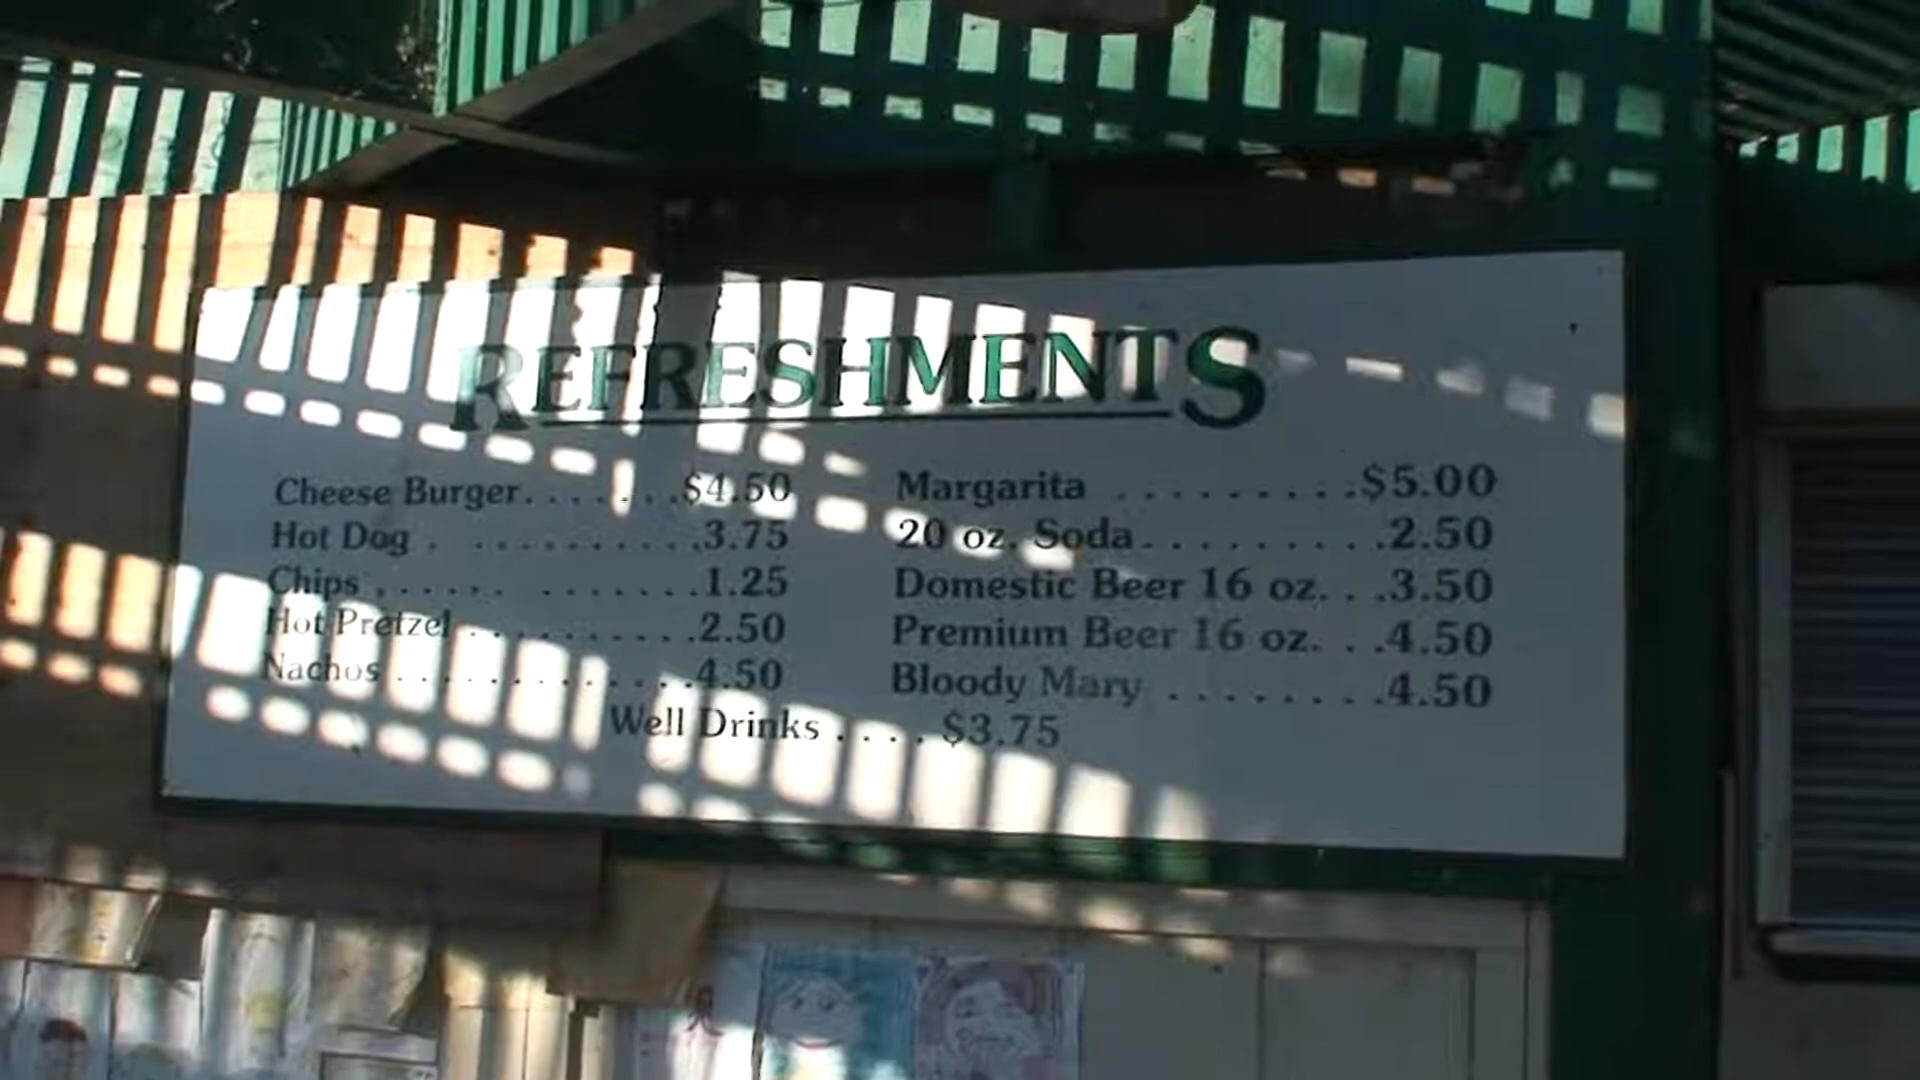 REFRESHMENTS
Cheese Burger. . . . . . .$4.50
Hot Dog . . . . . . . . . . .3.75
Chips . . . . . . . . . . . .1.25
Hot Pretzel . . . . . . . . . .2.50
Nachos . . . . . . . . . . . . .4.50
Margarita . . . . . . . . . .$5.00
20 oz. Soda. . . . . . . . .2.50
Domestic Beer 16 oz. . .3.50
Premium Beer 16 oz. . .4.50
Bloody Mary . . . . . . . .4.50
Well Drinks . . . . $3.75